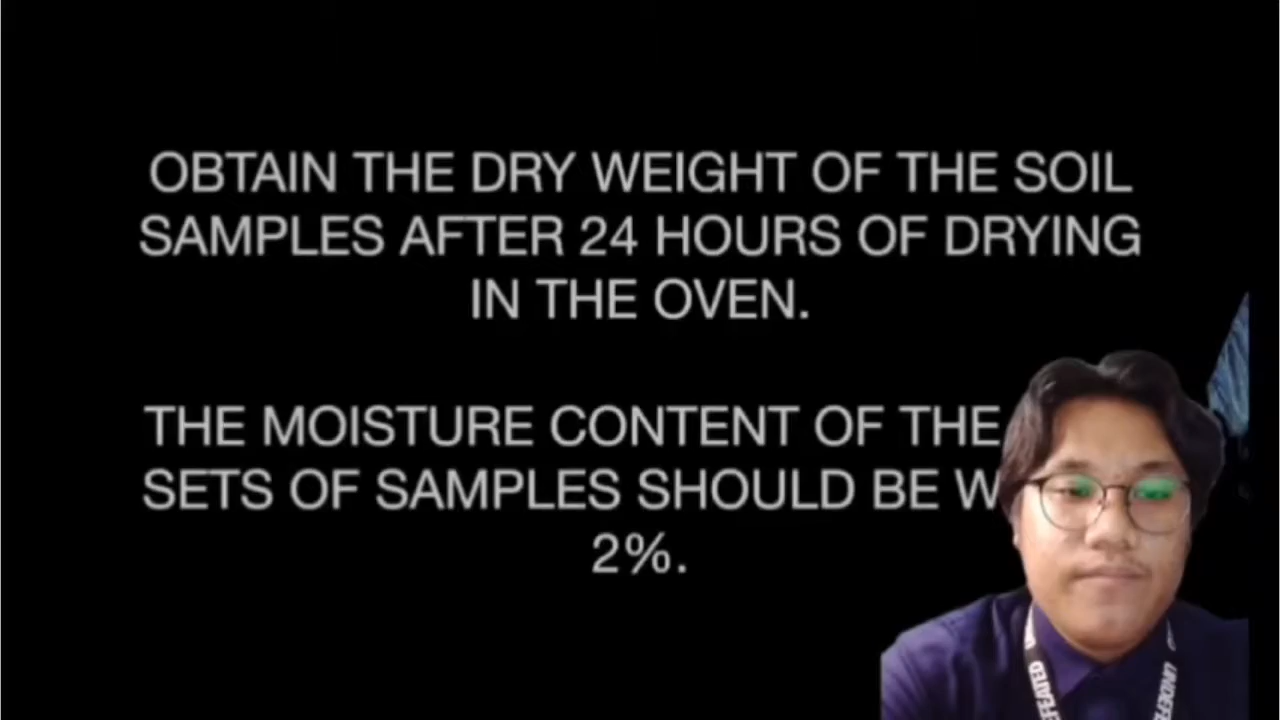 OBTAIN THE DRY WEIGHT OF THE SOIL
SAMPLES AFTER 24 HOURS OF DRYING
IN THE OVEN.
THE MOISTURE CONTENT OF THE
SETS OF SAMPLES SHOULD BE
2%.